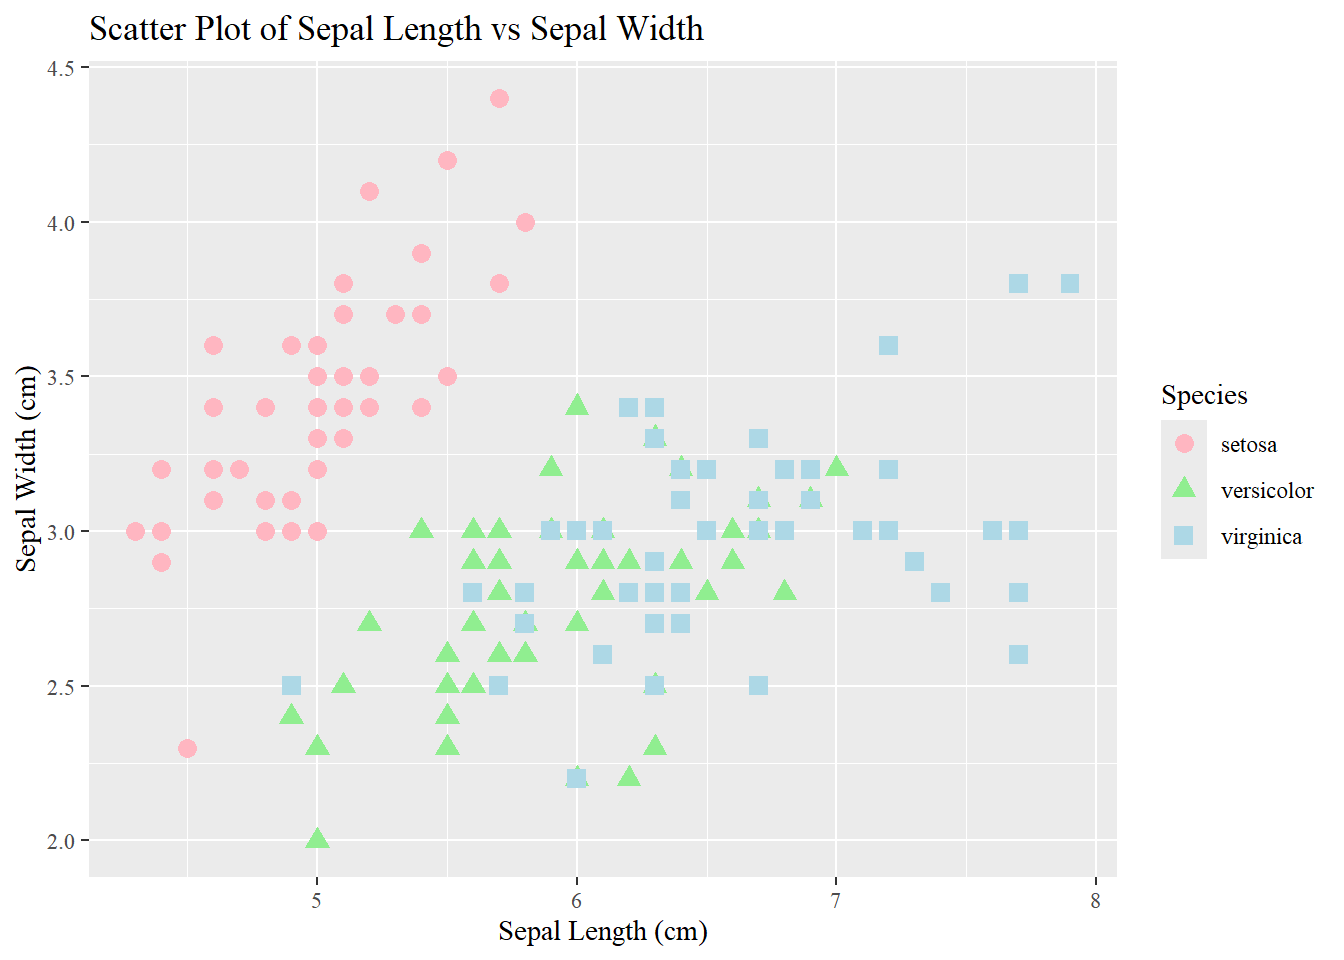 Scatter Plot of Sepal Length vs Sepal Width
4.5
4.0
3.5
3.0
2.5
2.0
Sepal Width (cm)
5 6 7 8
Sepal Length (cm)
Species
setosa
versicolor
virginica